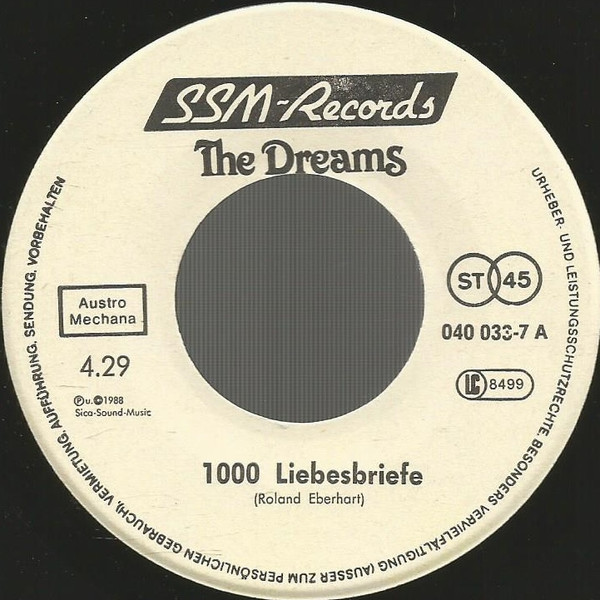 SSM-Records
The Dreams
Austro
Mechana
4.29
℗ u. © 1988
Sica-Sound-Music
ST 45
040 033-7 A
LC 8499
1000 Liebesbriefe
(Roland Eberhart)
URHEBER- UND LEISTUNGSSCHUTZRECHTE, BESONDERS VERVIELFÄLTIGUNG (AUSSER ZUM PERSÖNLICHEN GEBRAUCH), VERMIETUNG, AUFFÜHRUNG, SENDUNG, VORBEHALTEN